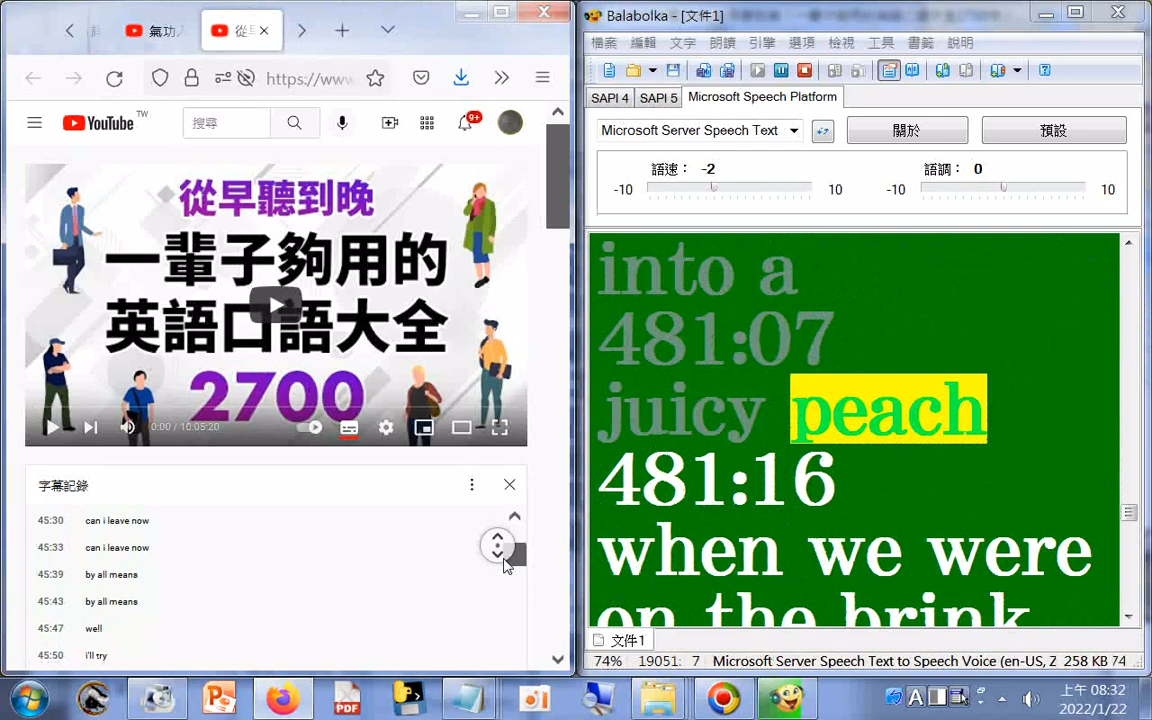 氣功
從
https://www
YouTube TW
搜尋
9+
從早聽到晚
一輩子夠用的
英語口語大全
2700
0:00 / 10:05:20
字幕記錄
45:30 can i leave now
45:33 can i leave now
45:39 by all means
45:43 by all means
45:47 well
45:50 i'll try
Balabolka - [文件1]
檔案 編輯 文字 朗讀 引擎 選項 檢視 工具 書籤 說明
SAPI 4 SAPI 5 Microsoft Speech Platform
Microsoft Server Speech Text 關於 預設
語速： -2 語調： 0
-10 10 -10 10
into a
481:07
juicy peach
481:16
when we were
on the brink
文件1
74% 19051: 7 Microsoft Server Speech Text to Speech Voice (en-US, Z 258 KB 74
PDF
A
上午 08:32
2022/1/22